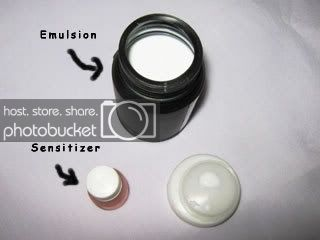 Emulsion
host. store. share.
photobucket
Sensitizer